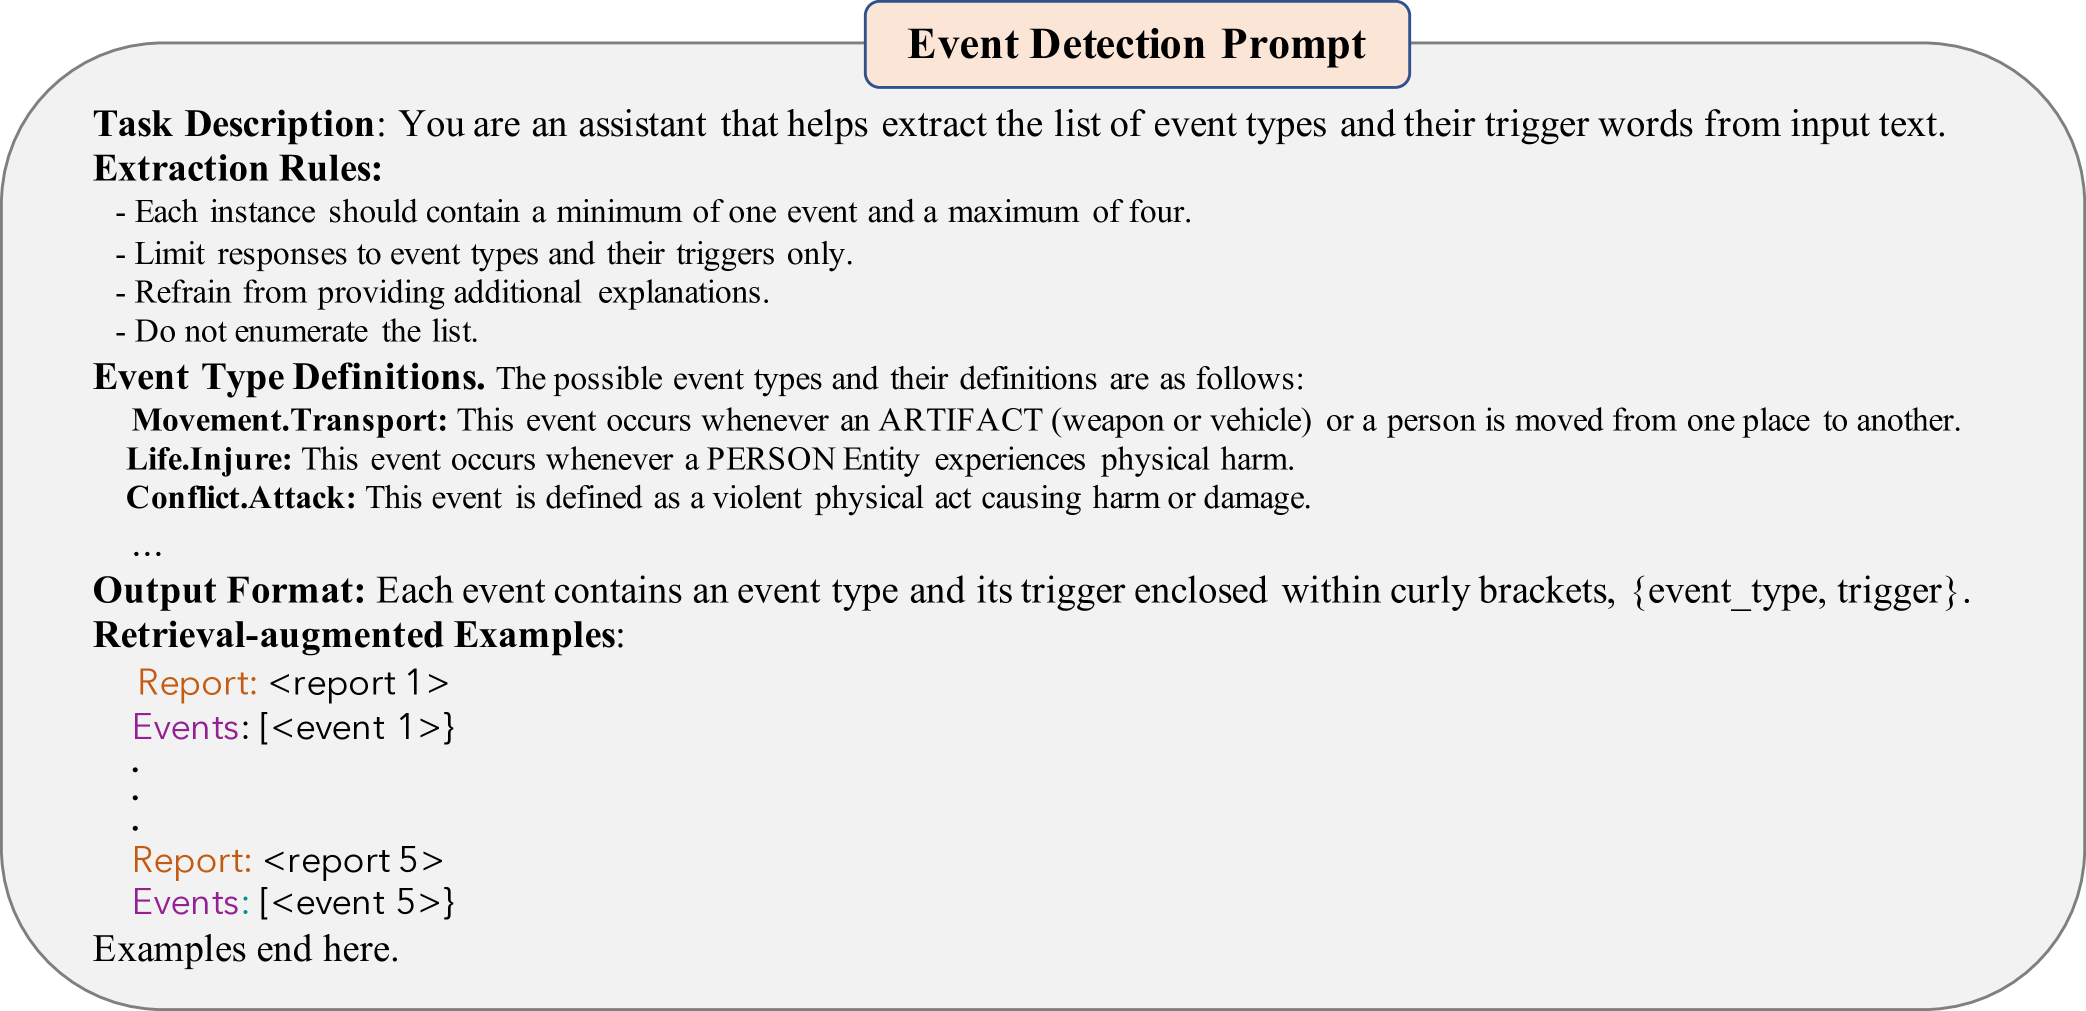 Event Detection Prompt
Task Description: You are an assistant that helps extract the list of event types and their trigger words from input text.
Extraction Rules:
- Each instance should contain a minimum of one event and a maximum of four.
- Limit responses to event types and their triggers only.
- Refrain from providing additional explanations.
- Do not enumerate the list.
Event Type Definitions. The possible event types and their definitions are as follows:
Movement.Transport: This event occurs whenever an ARTIFACT (weapon or vehicle) or a person is moved from one place to another.
Life.Injure: This event occurs whenever a PERSON Entity experiences physical harm.
Conflict.Attack: This event is defined as a violent physical act causing harm or damage.
...
Output Format: Each event contains an event type and its trigger enclosed within curly brackets, {event_type, trigger}.
Retrieval-augmented Examples:
Report: <report 1>
Events: [<event 1>}
.
.
.
Report: <report 5>
Events: [<event 5>}
Examples end here.